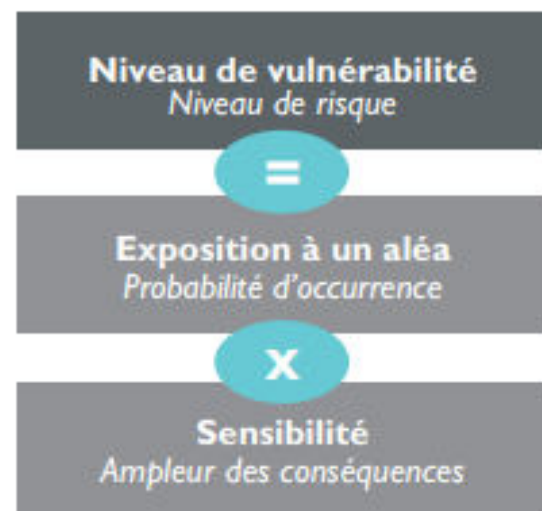 Niveau de vulnérabilité
Niveau de risque
=
Exposition à un aléa
Probabilité d'occurrence
x
Sensibilité
Ampleur des conséquences